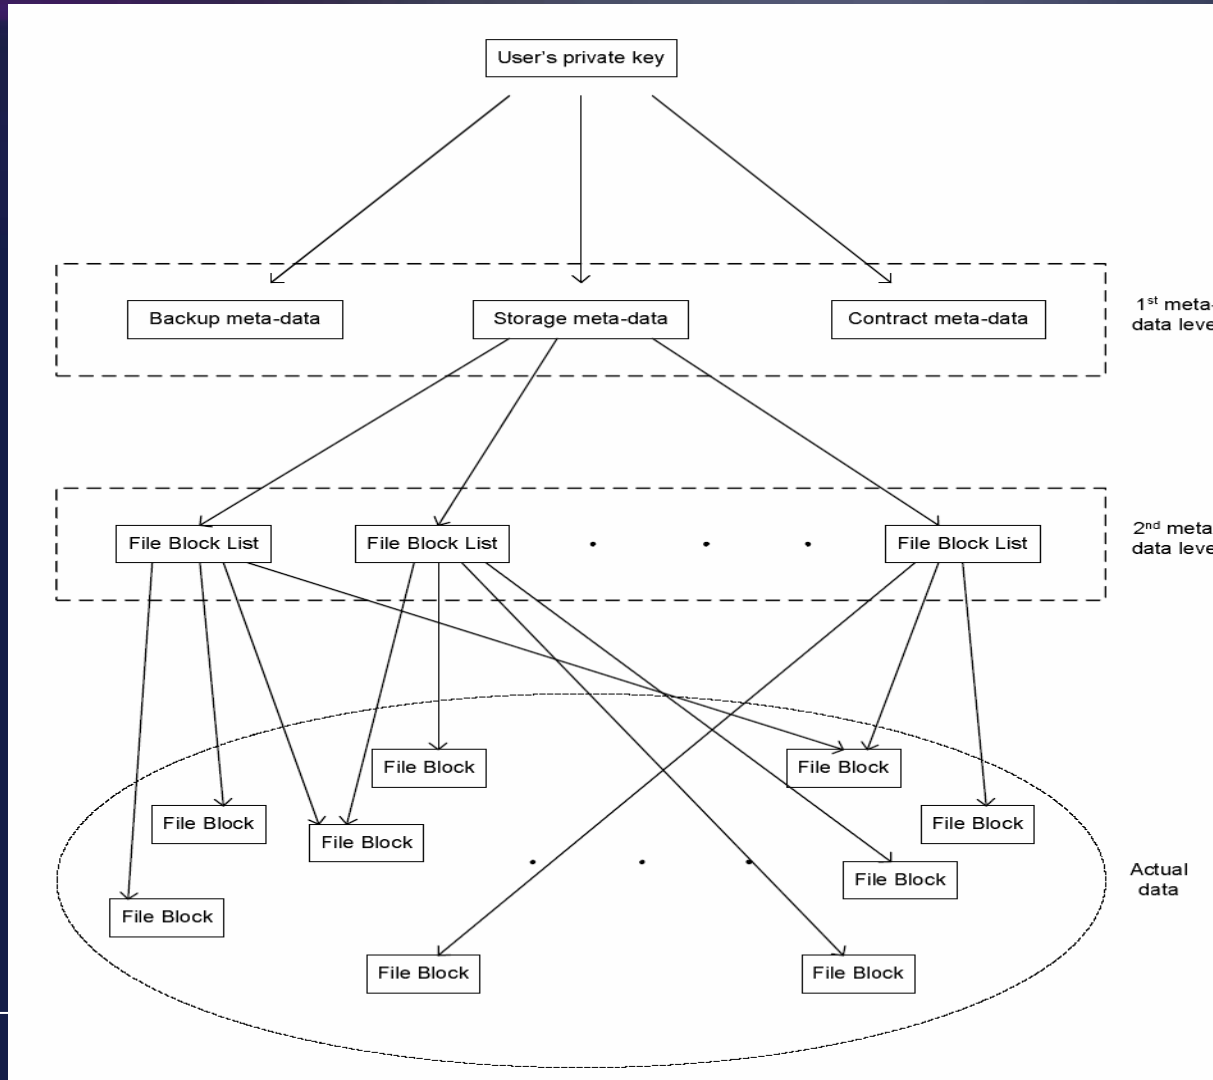 User's private key
Backup meta-data
Storage meta-data
Contract meta-data
1st meta-
data leve
File Block List
File Block List
File Block List
2nd meta
data leve
File Block
File Block
File Block
File Block
File Block
File Block
File Block
Actual
data
File Block
File Block
File Block